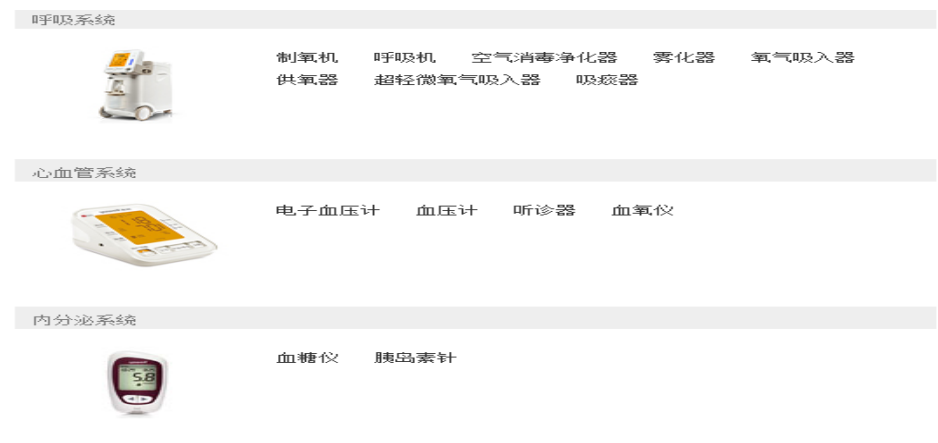 呼吸系统
制氧机 呼吸机 空气消毒净化器 雾化器 氧气吸入器
供氧器 超轻微氧气吸入器 吸痰器
心血管系统
电子血压计 血压计 听诊器 血氧仪
内分泌系统
血糖仪 胰岛素针
5.8